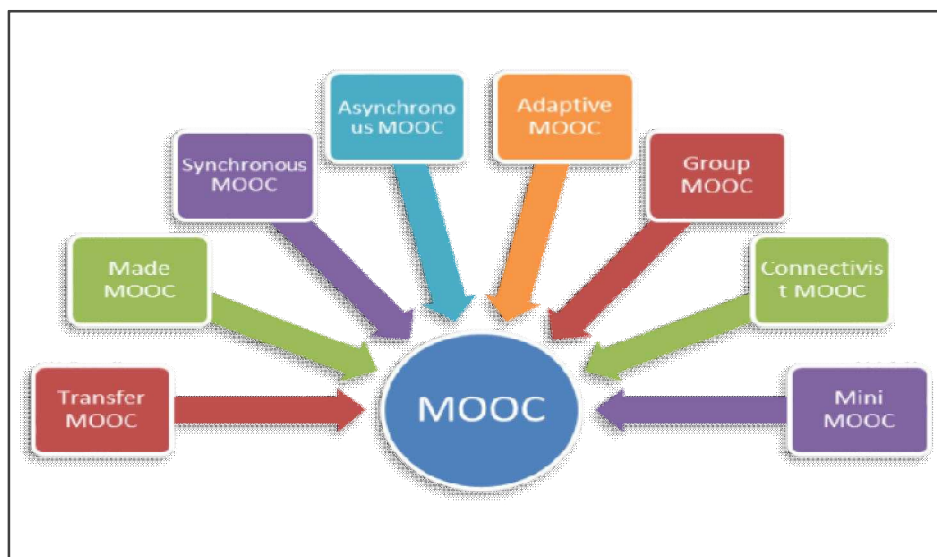 Asynchrono
us MOOC
Adaptive
MOOC
Synchronous
MOOC
Group
MOOC
Made
MOOC
Connectivis
t MOOC
Transfer
MOOC
MOOC
Mini
MOOC